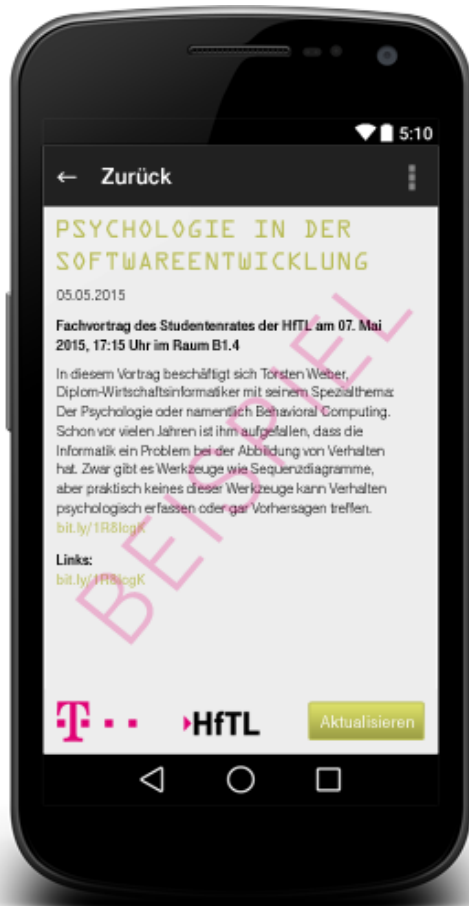 5:10
← Zurück
PSYCHOLOGIE IN DER
SOFTWAREENTWICKLUNG
05.05.2015
Fachvortrag des Studentenrates der HfTL am 07. Mai
2015, 17:15 Uhr im Raum B1.4
In diesem Vortrag beschäftigt sich Torsten Weber,
Diplom-Wirtschaftsinformatiker mit seinem Spezialthema:
Der Psychologie oder namentlich Behavioral Computing.
Schon vor vielen Jahren ist ihm aufgefallen, dass die
Informatik ein Problem bei der Abbildung von Verhalten
hat. Zwar gibt es Werkzeuge wie Sequenzdiagramme,
aber praktisch keines dieser Werkzeuge kann Verhalten
psychologisch erfassen oder gar Vorhersagen treffen.
bit.ly/1R8logK
Links:
bit.ly/1R8logK
BEISPIEL
T
HfTL
Aktualisieren